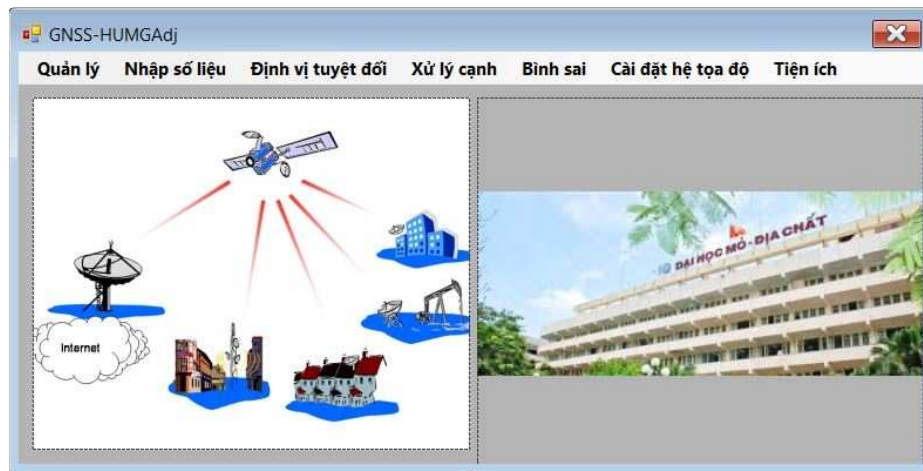 GNSS-HUMGAdj
Quản lý Nhập số liệu Định vị tuyệt đối Xử lý cạnh Bình sai Cài đặt hệ tọa độ Tiện ích
Internet
ĐẠI HỌC MỎ - ĐỊA CHẤT